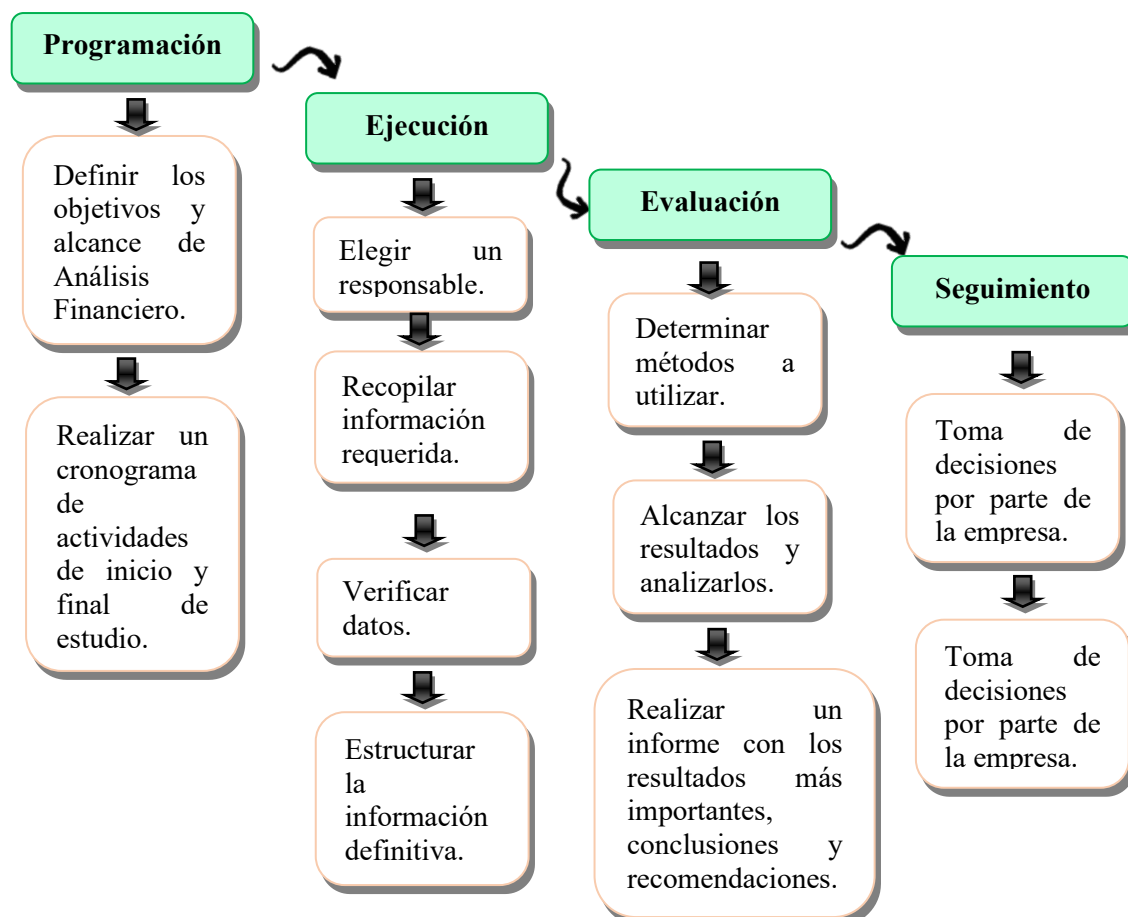 Programación
Definir los
objetivos y
alcance de
Análisis
Financiero.
Realizar un
cronograma
de
actividades
de inicio y
final de
estudio.
Ejecución
Elegir un
responsable.
Recopilar
información
requerida.
Verificar
datos.
Estructurar
la
información
definitiva.
Evaluación
Determinar
métodos a
utilizar.
Alcanzar los
resultados y
analizarlos.
Realizar un
informe con los
resultados más
importantes,
conclusiones y
recomendaciones.
Seguimiento
Toma de
decisiones
por parte de
la empresa.
Toma de
decisiones
por parte de
la empresa.